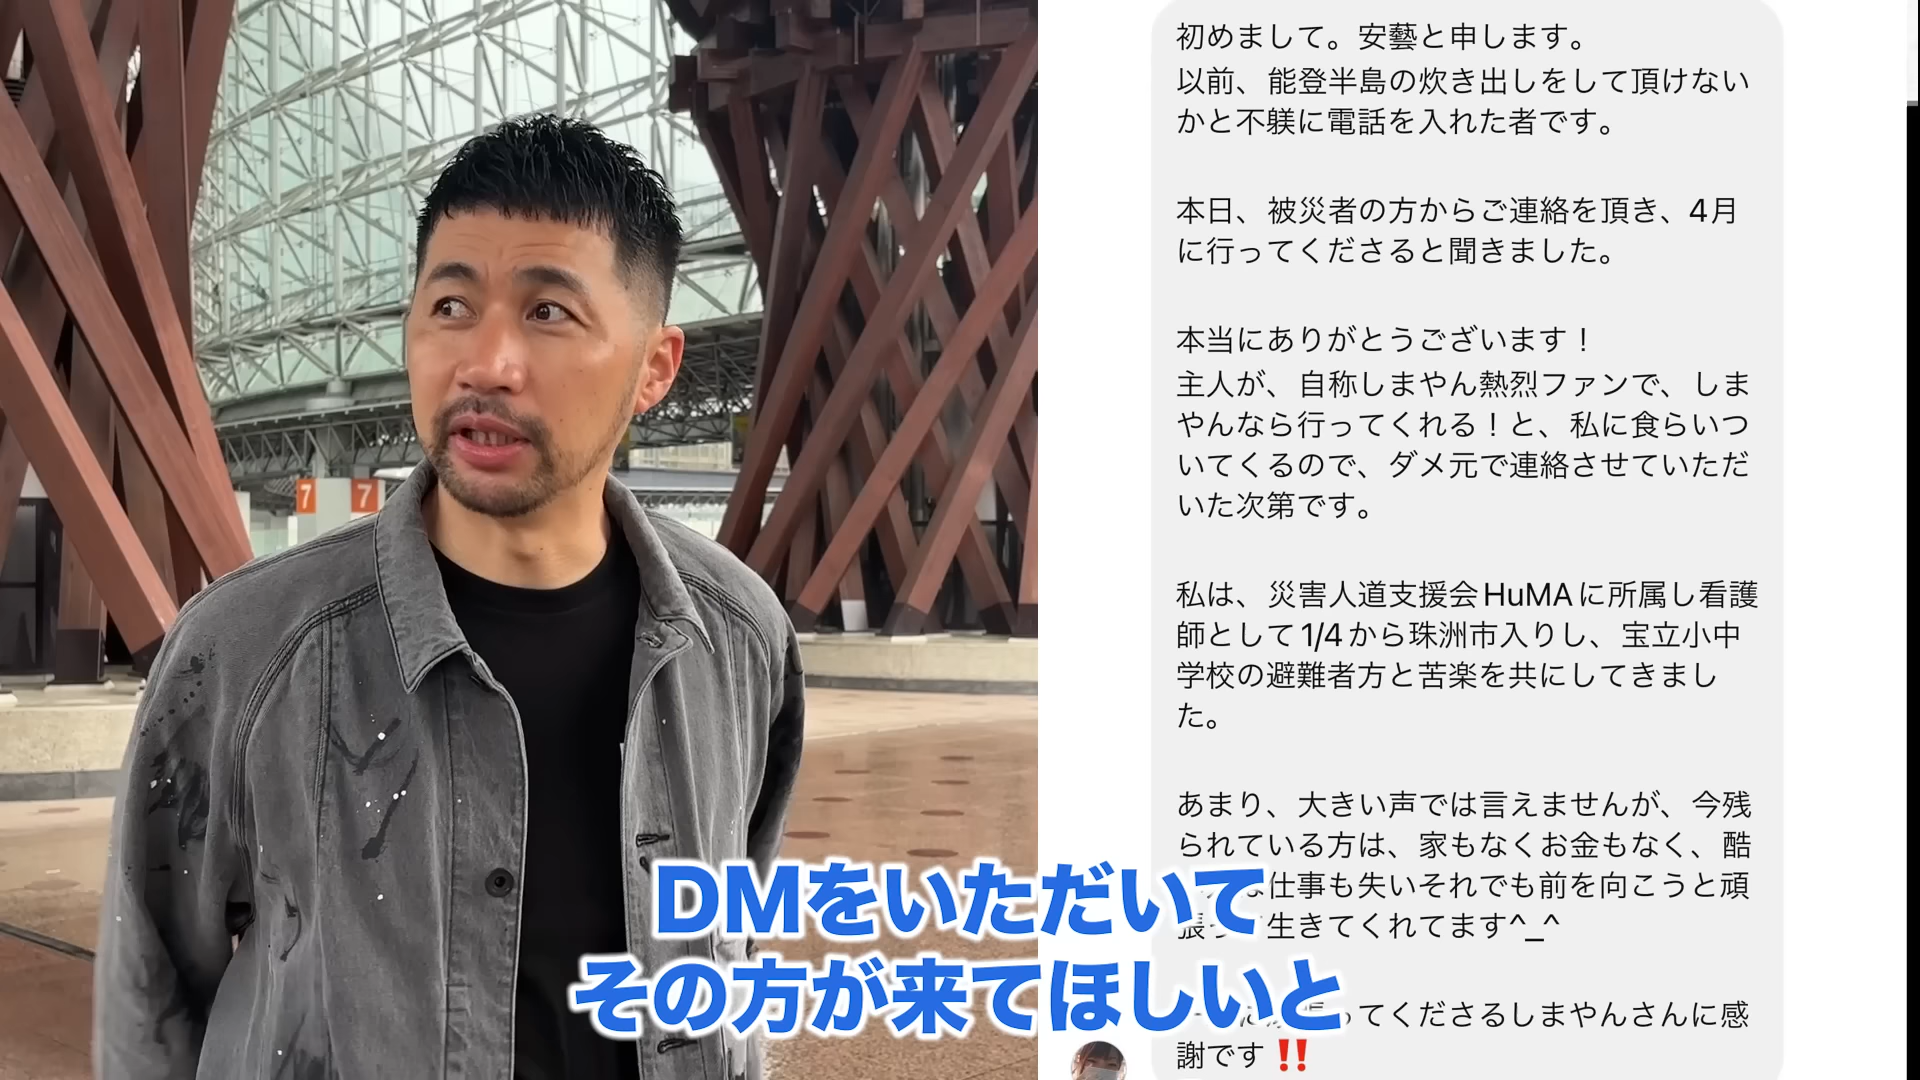 初めまして。安藝と申します。
以前、能登半島の炊き出しをして頂けない
かと不躾に電話を入れた者です。
本日、被災者の方からご連絡を頂き、4月
に行ってくださると聞きました。
本当にありがとうございます！
主人が、自称しまやん熱烈ファンで、しま
やんなら行ってくれる！と、私に食らいつ
いてくるので、ダメ元で連絡させていただ
いた次第です。
私は、災害人道支援会HuMAに所属し看護
師として1/4から珠洲市入りし、宝立小中
学校の避難者方と苦楽を共にしてきまし
た。
あまり、大きい声では言えませんが、今残
られている方は、家もなくお金もなく、酷
仕事も失いそれでも前を向こうと頑
張っ 生きてくれてます^_^
ってくださるしまやんさんに感
謝です‼️
7 7
DMをいただいて
その方が来てほしいと